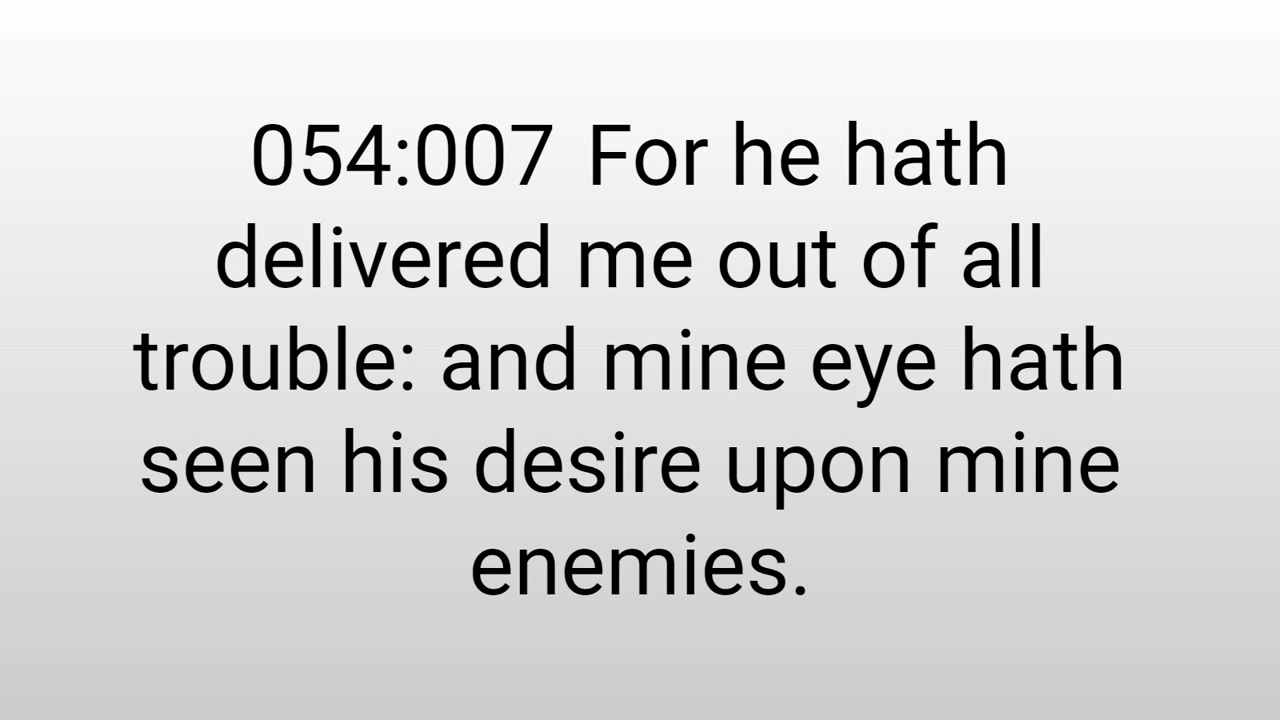 054:007 For he hath
delivered me out of all
trouble: and mine eye hath
seen his desire upon mine
enemies.